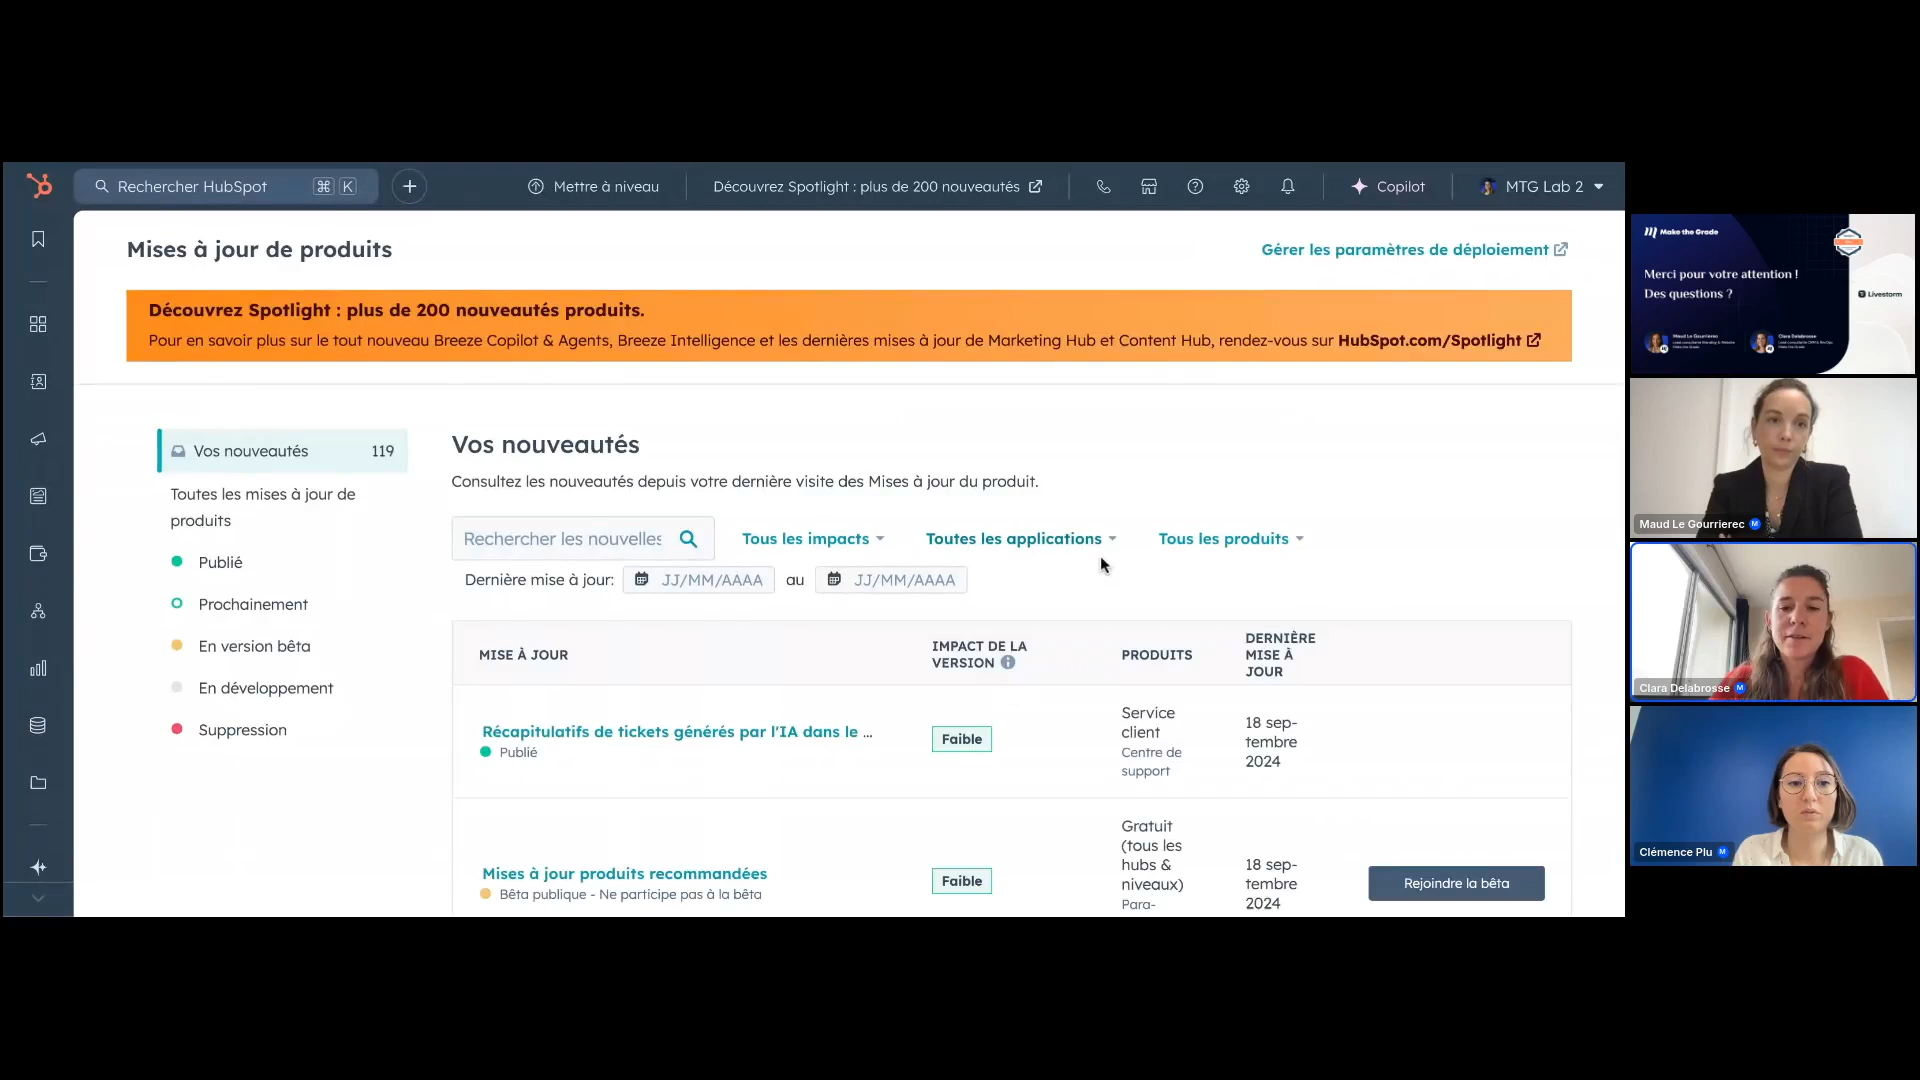 Rechercher HubSpot
⌘ K
Mettre à niveau
Découvrez Spotlight : plus de 200 nouveautés
Copilot
MTG Lab 2
Mises à jour de produits
Gérer les paramètres de déploiement
Découvrez Spotlight : plus de 200 nouveautés produits.
Pour en savoir plus sur le tout nouveau Breeze Copilot & Agents, Breeze Intelligence et les dernières mises à jour de Marketing Hub et Content Hub, rendez-vous sur HubSpot.com/Spotlight
Vos nouveautés 119
Toutes les mises à jour de
produits
Publié
Prochainement
En version bêta
En développement
Suppression
Vos nouveautés
Consultez les nouveautés depuis votre dernière visite des Mises à jour du produit.
Rechercher les nouvelles
Tous les impacts
Toutes les applications
Tous les produits
Dernière mise à jour: JJ/MM/AAAA au JJ/MM/AAAA
MISE À JOUR
IMPACT DE LA
VERSION
PRODUITS
DERNIÈRE
MISE À
JOUR
Récapitulatifs de tickets générés par l'IA dans le ...
Publié
Faible
Service
client
Centre de
support
18 sep-
tembre
2024
Mises à jour produits recommandées
Bêta publique - Ne participe pas à la bêta
Faible
Gratuit
(tous les
hubs &
niveaux)
Para-
18 sep-
tembre
2024
Rejoindre la bêta
Make the Grade
Merci pour votre attention !
Des questions ?
Livestorm
Maud Le Gourrierec
Clara Delabrosse
Maud Le Gourrierec
Clara Delabrosse
Clémence Plu